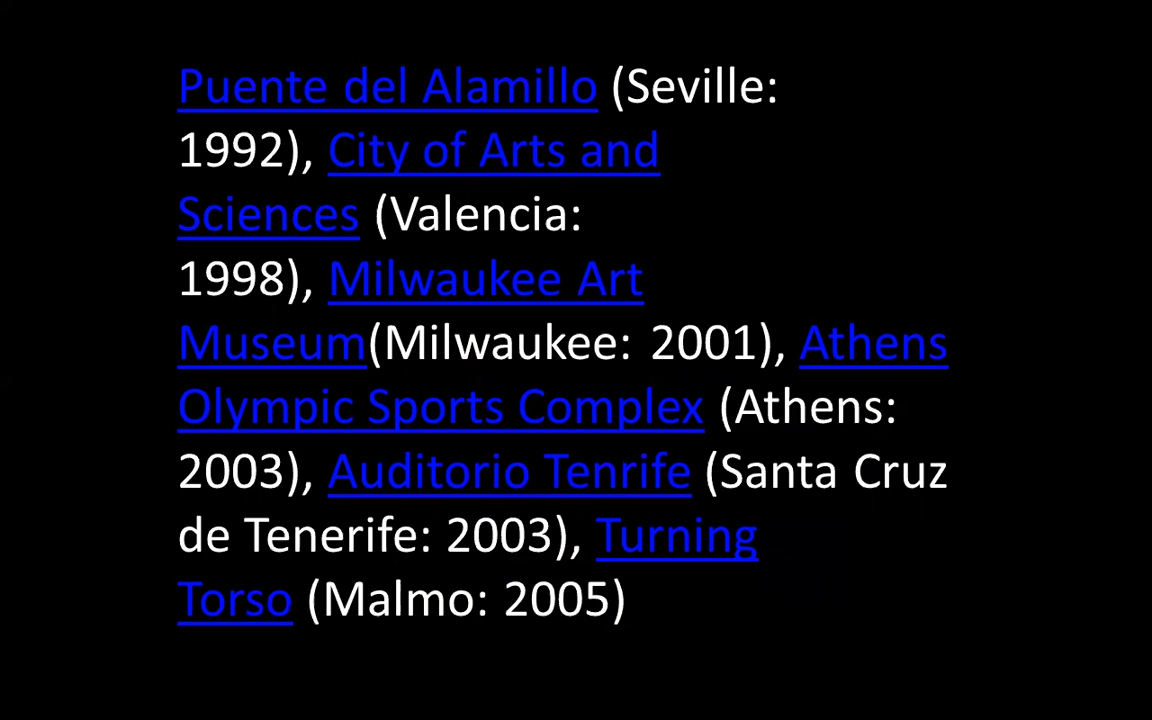 Puente del Alamillo (Seville:
1992), City of Arts and
Sciences (Valencia:
1998), Milwaukee Art
Museum(Milwaukee: 2001), Athens
Olympic Sports Complex (Athens:
2003), Auditorio Tenrife (Santa Cruz
de Tenerife: 2003), Turning
Torso (Malmo: 2005)